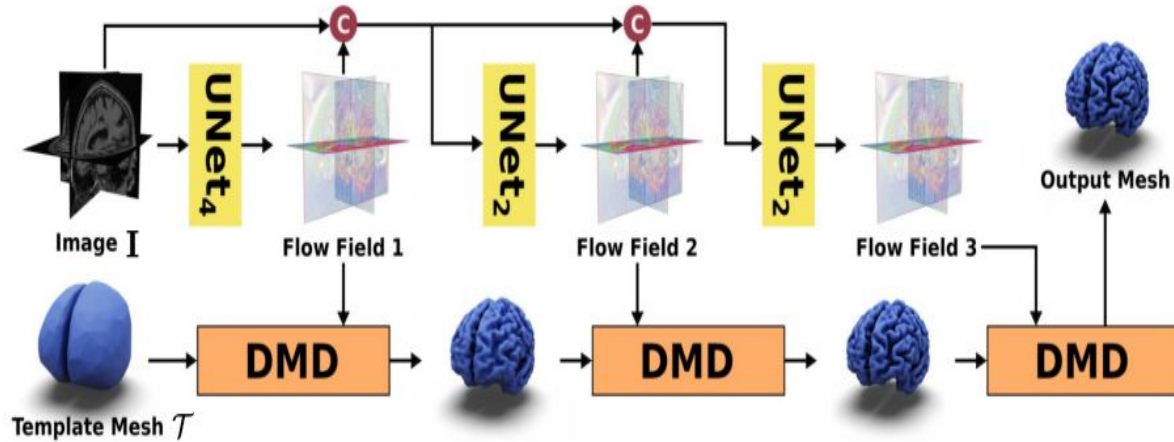 C
C
UNet₄
UNet₂
UNet₂
Output Mesh
Image I
Flow Field 1
Flow Field 2
Flow Field 3
DMD
DMD
DMD
Template Mesh 𝒯